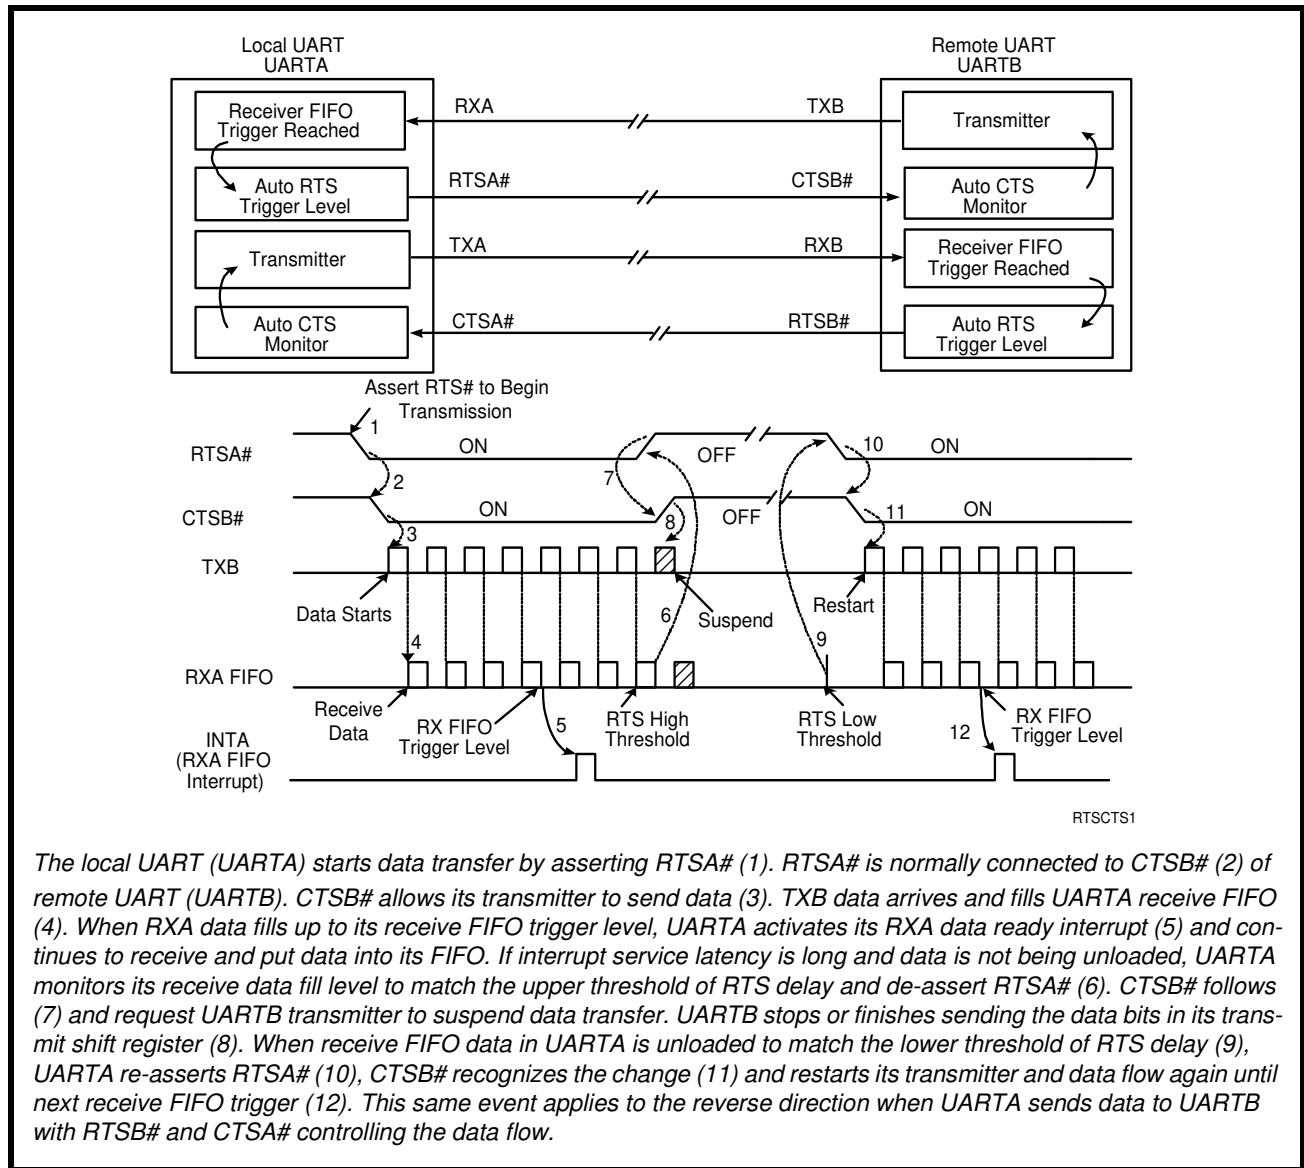 Local UART
UARTA
Remote UART
UARTB
Receiver FIFO
Trigger Reached
RXA
TXB
Transmitter
Auto RTS
Trigger Level
RTSA#
CTSB#
Auto CTS
Monitor
Transmitter
TXA
RXB
Receiver FIFO
Trigger Reached
Auto CTS
Monitor
CTSA#
RTSB#
Auto RTS
Trigger Level
Assert RTS# to Begin
Transmission
1
RTSA#
ON
OFF
10
ON
2
7
CTSB#
ON
OFF
11
ON
3
8
TXB
Data Starts
6
Suspend
Restart
4
9
RXA FIFO
Receive
Data
RX FIFO
Trigger Level
5
RTS High
Threshold
RTS Low
Threshold
12
RX FIFO
Trigger Level
INTA
(RXA FIFO
Interrupt)
RTSCTS1
The local UART (UARTA) starts data transfer by asserting RTSA# (1). RTSA# is normally connected to CTSB# (2) of
remote UART (UARTB). CTSB# allows its transmitter to send data (3). TXB data arrives and fills UARTA receive FIFO
(4). When RXA data fills up to its receive FIFO trigger level, UARTA activates its RXA data ready interrupt (5) and con-
tinues to receive and put data into its FIFO. If interrupt service latency is long and data is not being unloaded, UARTA
monitors its receive data fill level to match the upper threshold of RTS delay and de-assert RTSA# (6). CTSB# follows
(7) and request UARTB transmitter to suspend data transfer. UARTB stops or finishes sending the data bits in its trans-
mit shift register (8). When receive FIFO data in UARTA is unloaded to match the lower threshold of RTS delay (9),
UARTA re-asserts RTSA# (10), CTSB# recognizes the change (11) and restarts its transmitter and data flow again until
next receive FIFO trigger (12). This same event applies to the reverse direction when UARTA sends data to UARTB
with RTSB# and CTSA# controlling the data flow.